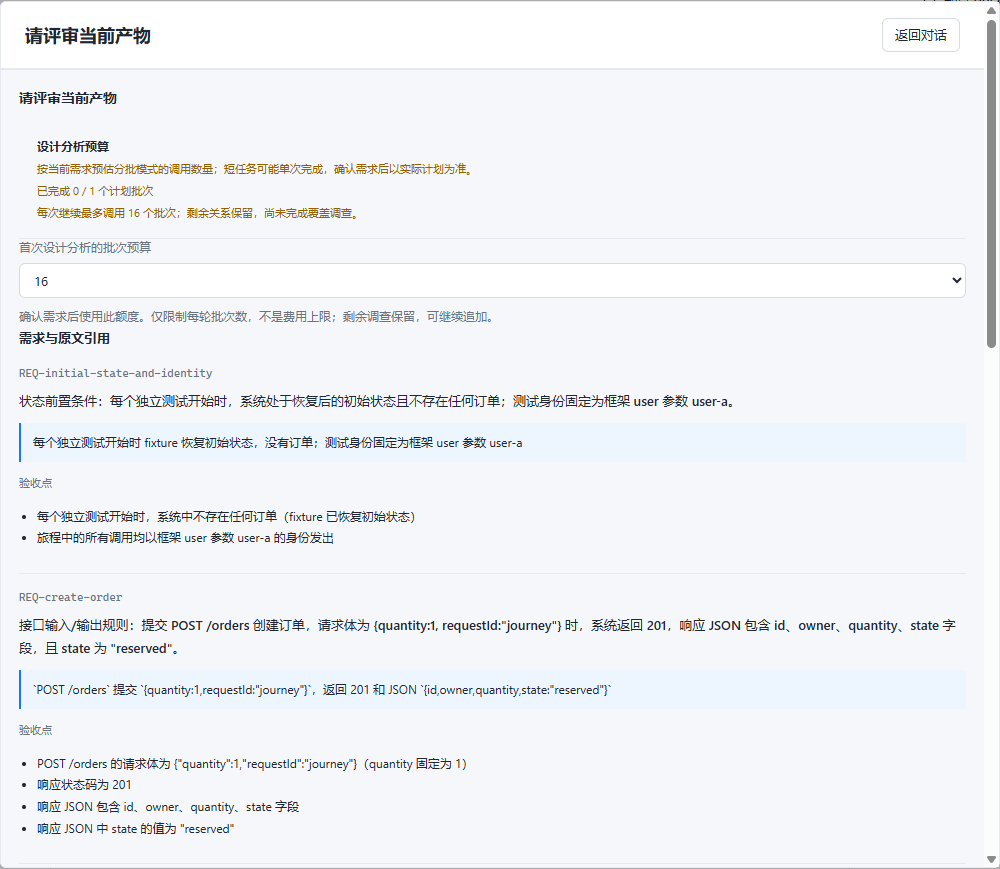 请评审当前产物
返回对话
请评审当前产物
设计分析预算
按当前需求预估分批模式的调用数量；短任务可能单次完成，确认需求后以实际计划为准。
已完成 0 / 1 个计划批次
每次继续最多调用 16 个批次；剩余关系保留，尚未完成覆盖调查。
首次设计分析的批次预算
16
确认需求后使用此额度。仅限制每轮批次数，不是费用上限；剩余调查保留，可继续追加。
需求与原文引用
REQ-initial-state-and-identity
状态前置条件：每个独立测试开始时，系统处于恢复后的初始状态且不存在任何订单；测试身份固定为框架 user 参数 user-a。
每个独立测试开始时 fixture 恢复初始状态，没有订单；测试身份固定为框架 user 参数 user-a
验收点
• 每个独立测试开始时，系统中不存在任何订单（fixture 已恢复初始状态）
• 旅程中的所有调用均以框架 user 参数 user-a 的身份发出
REQ-create-order
接口输入/输出规则：提交 POST /orders 创建订单，请求体为 {quantity:1, requestId:"journey"} 时，系统返回 201，响应 JSON 包含 id、owner、quantity、state 字
段，且 state 为 "reserved"。
`POST /orders` 提交 `{quantity:1,requestId:"journey"}`，返回 201 和 JSON `{id,owner,quantity,state:"reserved"}`
验收点
• POST /orders 的请求体为 {"quantity":1,"requestId":"journey"}（quantity 固定为 1）
• 响应状态码为 201
• 响应 JSON 包含 id、owner、quantity、state 字段
• 响应 JSON 中 state 的值为 "reserved"